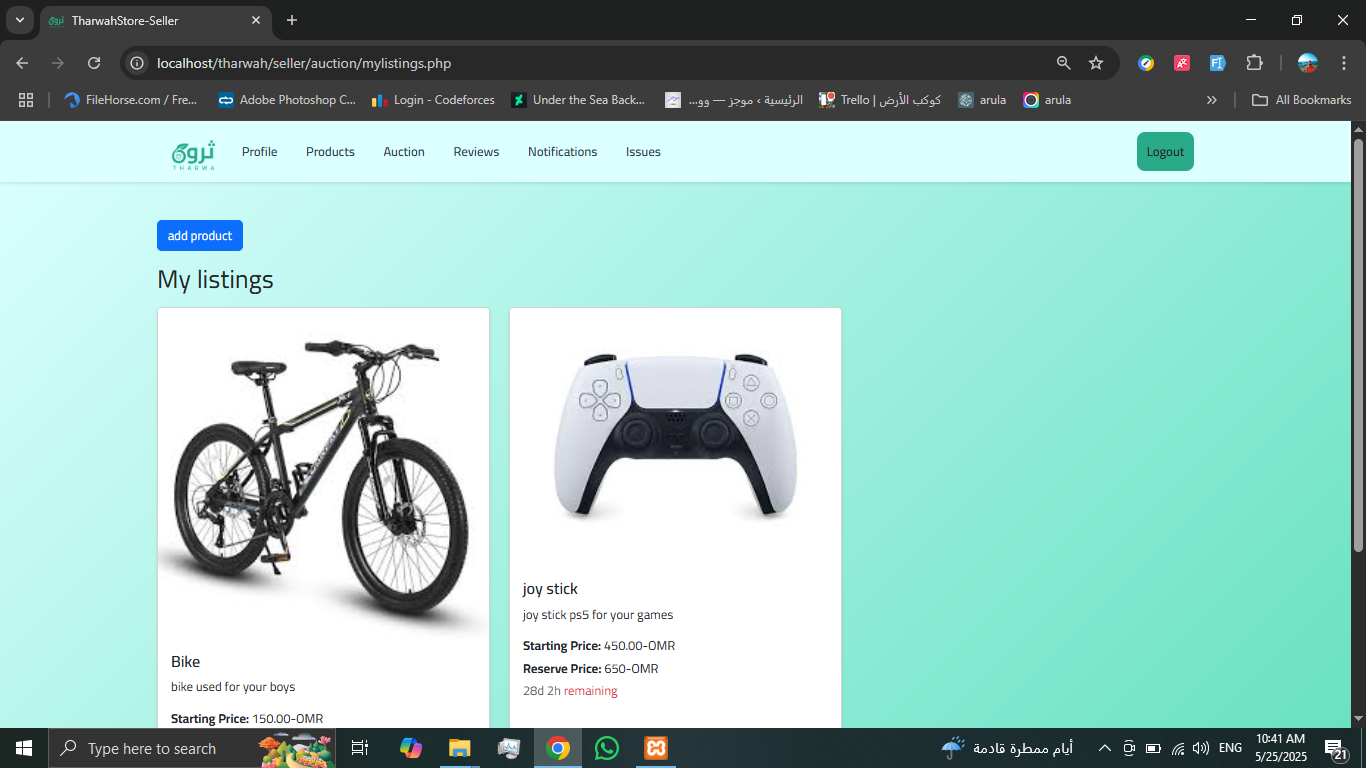 TharwahStore-Seller
localhost/tharwah/seller/auction/mylistings.php
FileHorse.com / Fre...
Adobe Photoshop C...
Login - Codeforces
Under the Sea Back...
الرئيسية › موجز — وو...
Trello | كوكب الأرض
arula
arula
»
All Bookmarks
ثروة
THARWA
Profile
Products
Auction
Reviews
Notifications
Issues
Logout
add product
My listings
Bike
bike used for your boys
Starting Price: 150.00-OMR
joy stick
joy stick ps5 for your games
Starting Price: 450.00-OMR
Reserve Price: 650-OMR
28d 2h remaining
Type here to search
أيام ممطرة قادمة
ENG
10:41 AM
5/25/2025
21